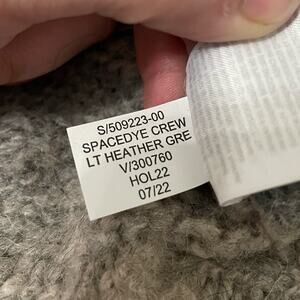 S/509223-00
SPACEDYE CREW
LT HEATHER GRE
V/300760
HOL22
07/22